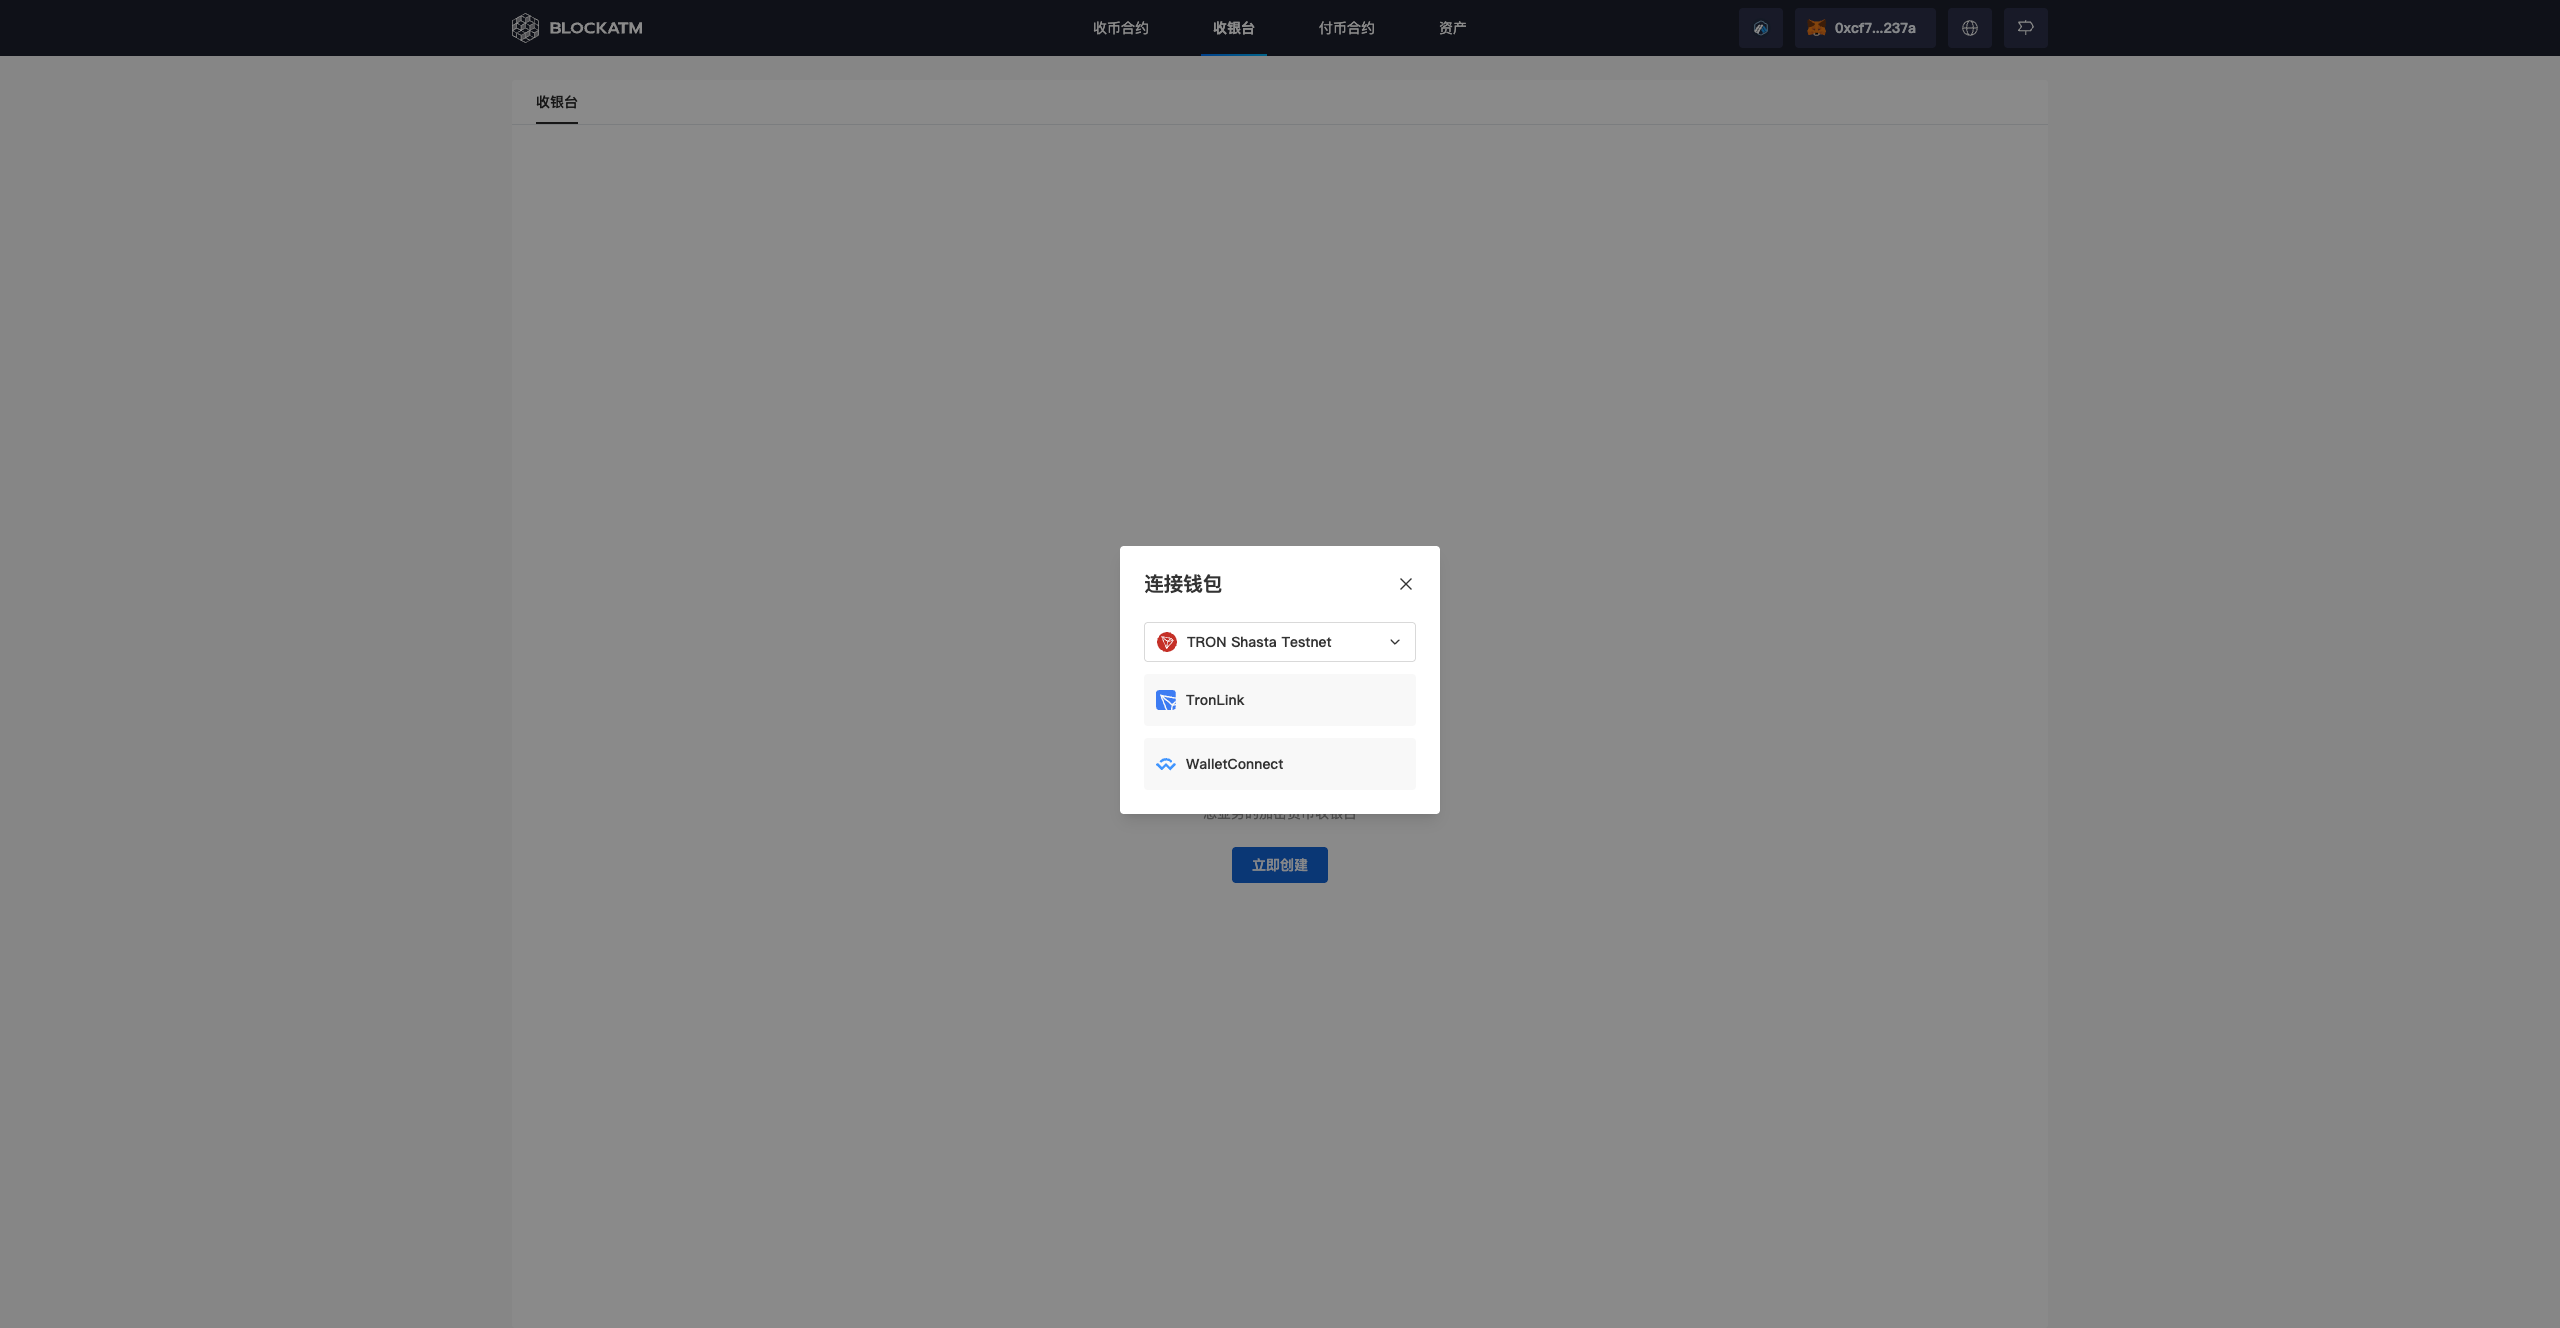 BLOCKATM
收币合约
收银台
付币合约
资产
0xcf7...237a
收银台
连接钱包
TRON Shasta Testnet
TronLink
WalletConnect
立即创建